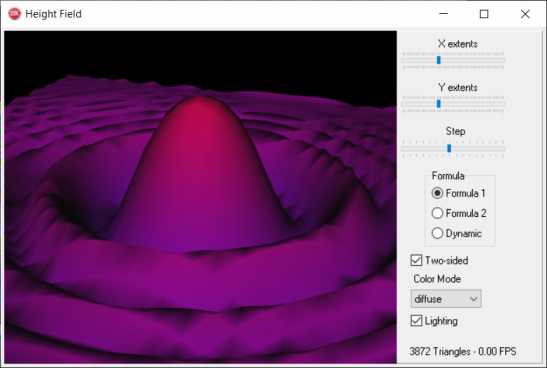 Height Field
X extents
Y extents
Step
Formula
Formula 1
Formula 2
Dynamic
Two-sided
Color Mode
diffuse
Lighting
3872 Triangles - 0.00 FPS